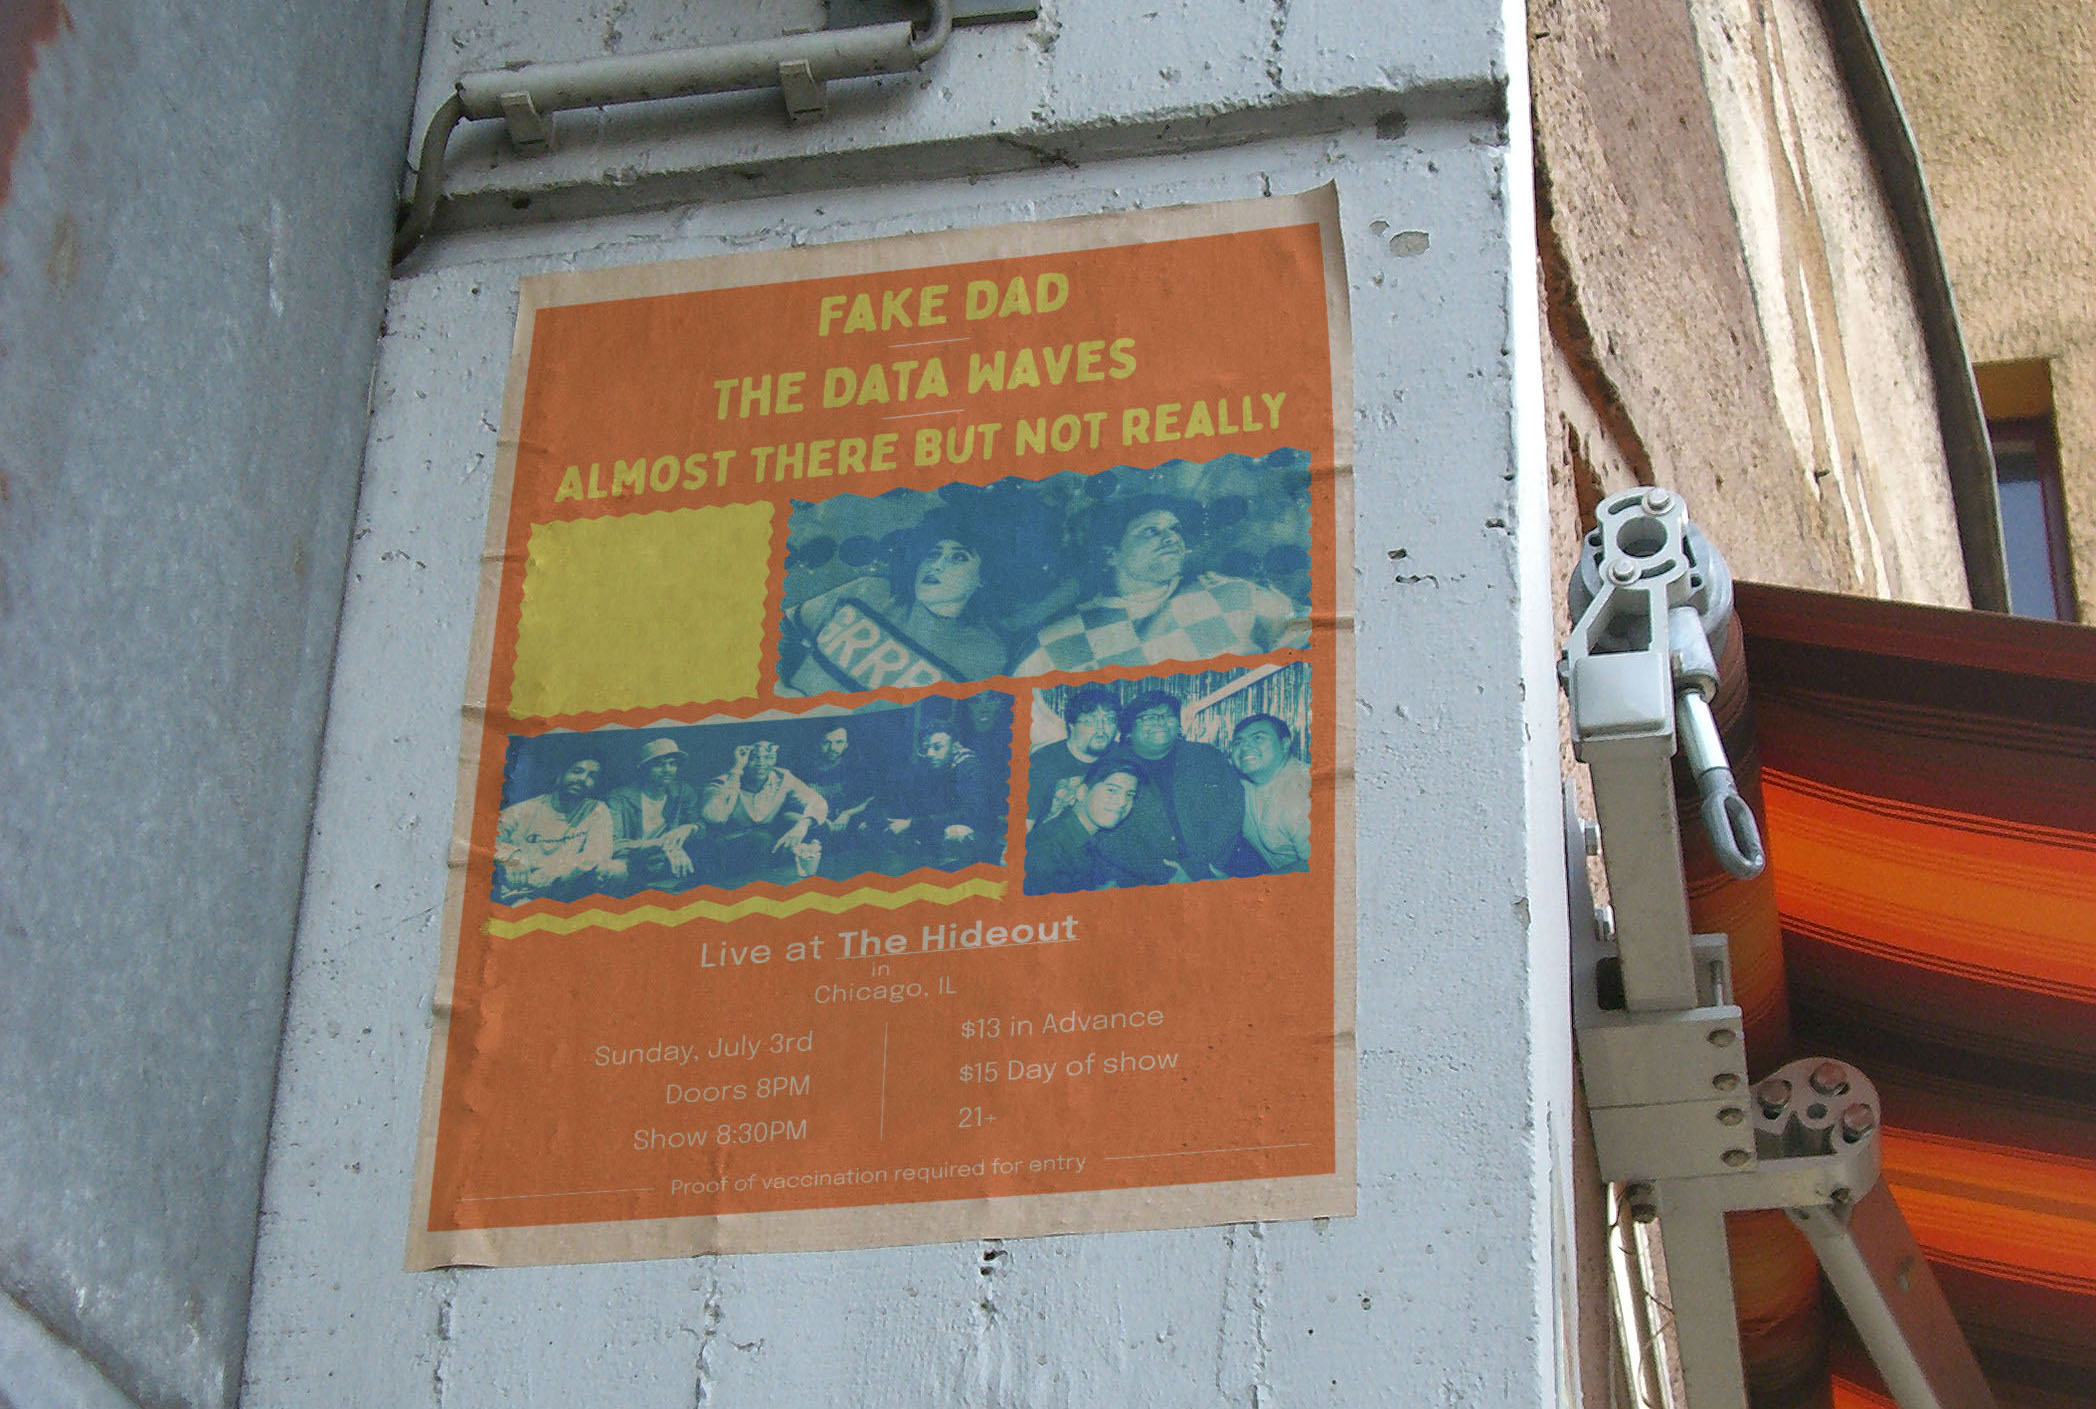 FAKE DAD
THE DATA WAVES
ALMOST THERE BUT NOT REALLY
GRRR
Champion
Live at The Hideout
in
Chicago, IL
Sunday, July 3rd
Doors 8PM
Show 8:30PM
$13 in Advance
$15 Day of show
21+
Proof of vaccination required for entry